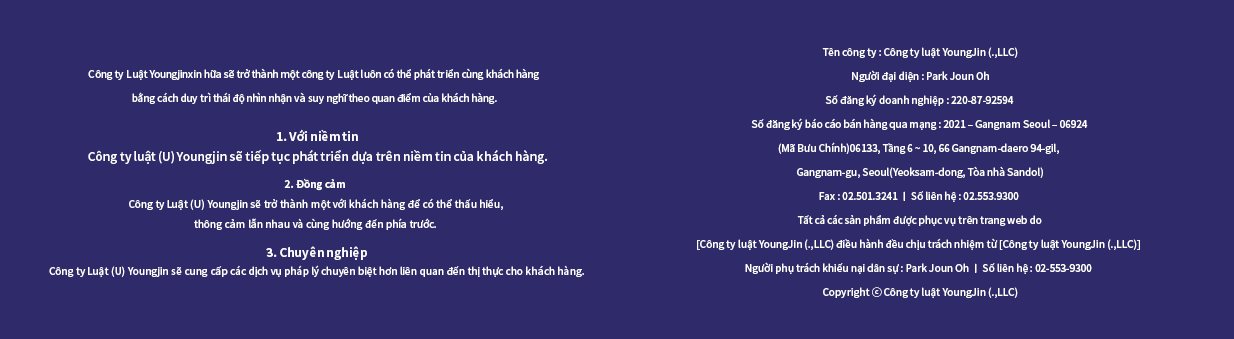 Công ty Luật Youngjinxin hữa sẽ trở thành một công ty Luật luôn có thể phát triển cùng khách hàng
bằng cách duy trì thái độ nhìn nhận và suy nghĩ theo quan điểm của khách hàng.
1. Với niềm tin
Công ty luật (U) Youngjin sẽ tiếp tục phát triển dựa trên niềm tin của khách hàng.
2. Đồng cảm
Công ty Luật (U) Youngjin sẽ trở thành một với khách hàng để có thể thấu hiểu,
thông cảm lẫn nhau và cùng hướng đến phía trước.
3. Chuyên nghiệp
Công ty Luật (U) Youngjin sẽ cung cấp các dịch vụ pháp lý chuyên biệt hơn liên quan đến thị thực cho khách hàng.
Tên công ty : Công ty luật YoungJin (.,LLC)
Người đại diện : Park Joun Oh
Số đăng ký doanh nghiệp : 220-87-92594
Số đăng ký báo cáo bán hàng qua mạng : 2021 – Gangnam Seoul – 06924
(Mã Bưu Chính)06133, Tầng 6 ~ 10, 66 Gangnam-daero 94-gil,
Gangnam-gu, Seoul(Yeoksam-dong, Tòa nhà Sandol)
Fax : 02.501.3241 ㅣ Số liên hệ : 02.553.9300
Tất cả các sản phẩm được phục vụ trên trang web do
[Công ty luật YoungJin (.,LLC) điều hành đều chịu trách nhiệm từ [Công ty luật YoungJin (.,LLC)]
Người phụ trách khiếu nại dân sự : Park Joun Oh ㅣ Số liên hệ : 02-553-9300
Copyright ⓒ Công ty luật YoungJin (.,LLC)